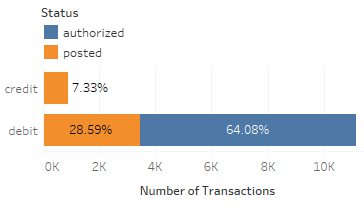 Status
authorized
posted
credit 7.33%
debit 28.59% 64.08%
0K 2K 4K 6K 8K 10K
Number of Transactions